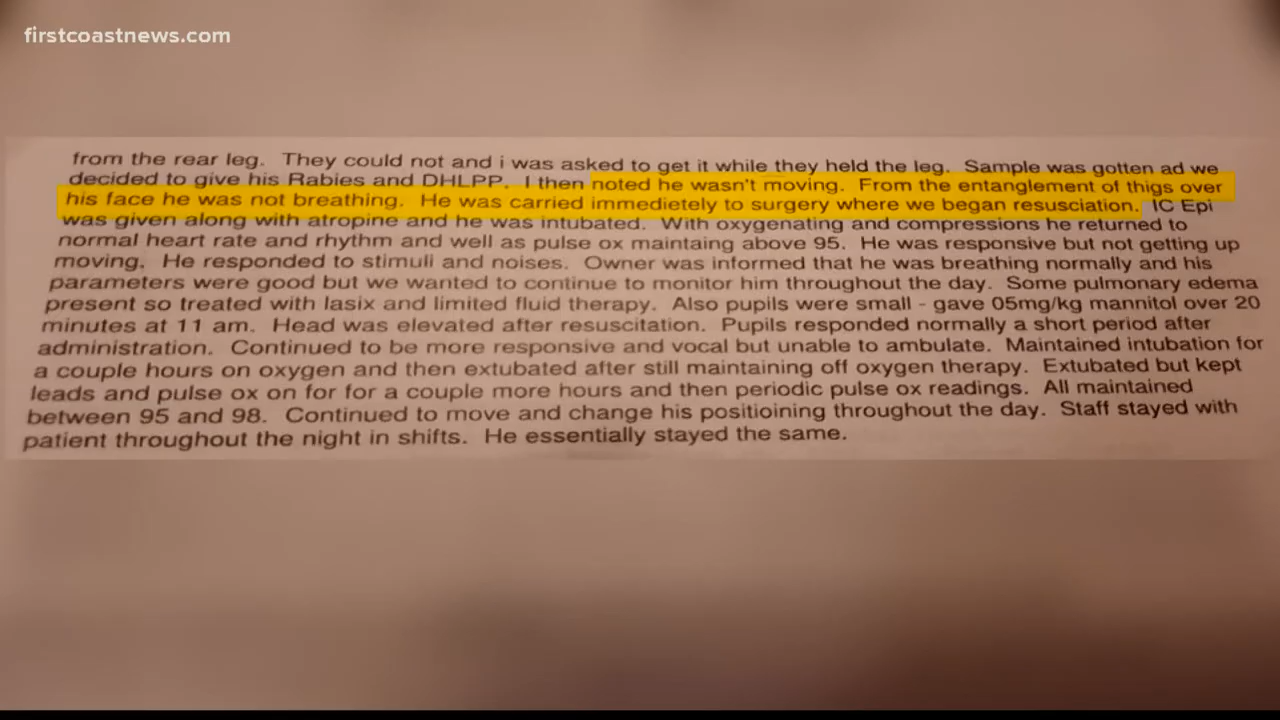 firstcoastnews.com
from the rear leg. They could not and i was asked to get it while they held the leg. Sample was gotten ad we
decided to give his Rabies and DHLPP. I then noted he wasn't moving. From the entanglement of thigs over
his face he was not breathing. He was carried immedietely to surgery where we began resusciation. IC Epi
was given along with atropine and he was intubated. With oxygenating and compressions he returned to
normal heart rate and rhythm and well as pulse ox maintaing above 95. He was responsive but not getting up
moving. He responded to stimuli and noises. Owner was informed that he was breathing normally and his
parameters were good but we wanted to continue to monitor him throughout the day. Some pulmonary edema
present so treated with lasix and limited fluid therapy. Also pupils were small - gave 05mg/kg mannitol over 20
minutes at 11 am. Head was elevated after resuscitation. Pupils responded normally a short period after
administration. Continued to be more responsive and vocal but unable to ambulate. Maintained intubation for
a couple hours on oxygen and then extubated after still maintaining off oxygen therapy. Extubated but kept
leads and pulse ox on for for a couple more hours and then periodic pulse ox readings. All maintained
between 95 and 98. Continued to move and change his positioining throughout the day. Staff stayed with
patient throughout the night in shifts. He essentially stayed the same.